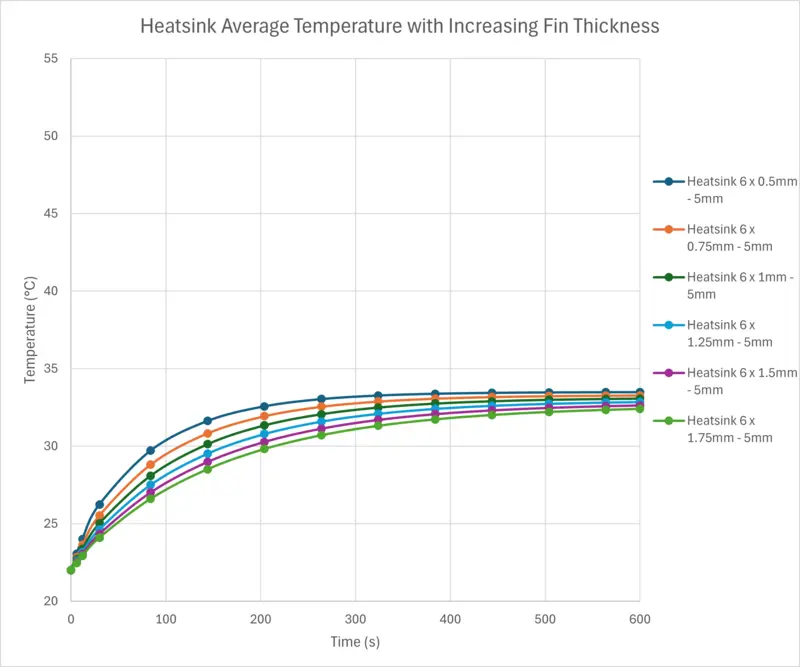 Heatsink Average Temperature with Increasing Fin Thickness
55
50
45
40
35
30
25
20
Temperature (°C)
0
100
200
300
400
500
600
Time (s)
Heatsink 6 x 0.5mm
- 5mm
Heatsink 6 x
0.75mm - 5mm
Heatsink 6 x 1mm -
5mm
Heatsink 6 x
1.25mm - 5mm
Heatsink 6 x 1.5mm
- 5mm
Heatsink 6 x
1.75mm - 5mm